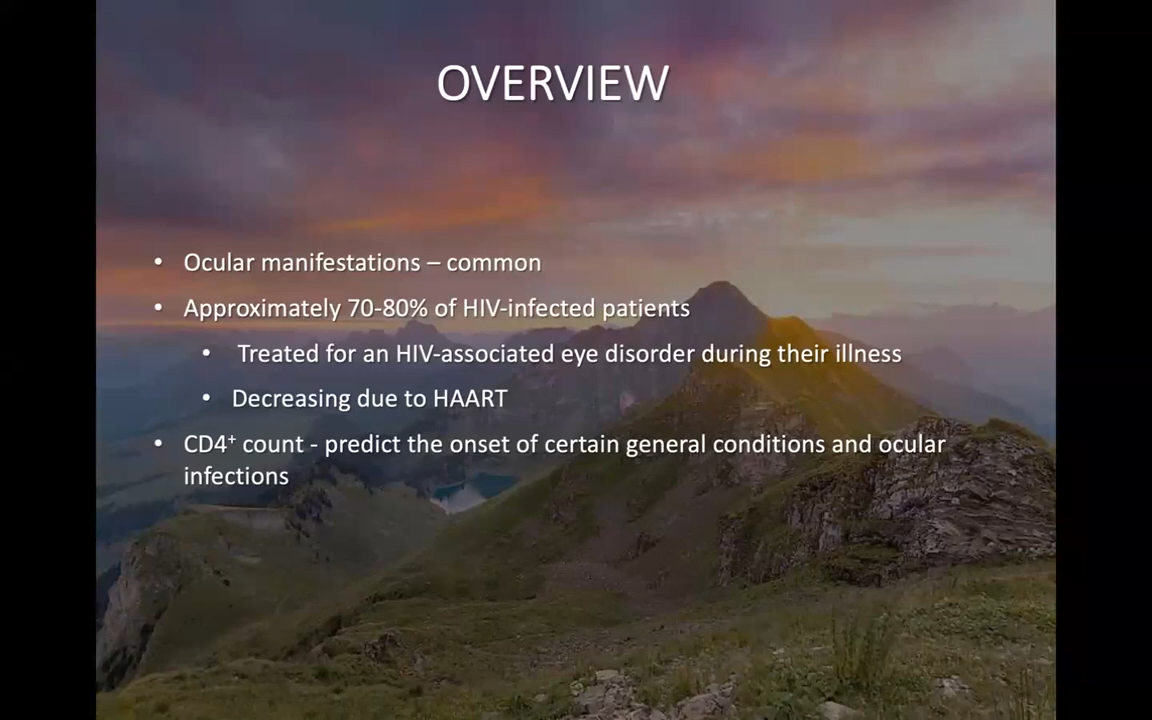 OVERVIEW
• Ocular manifestations – common
• Approximately 70-80% of HIV-infected patients
• Treated for an HIV-associated eye disorder during their illness
• Decreasing due to HAART
• CD4⁺ count - predict the onset of certain general conditions and ocular
infections